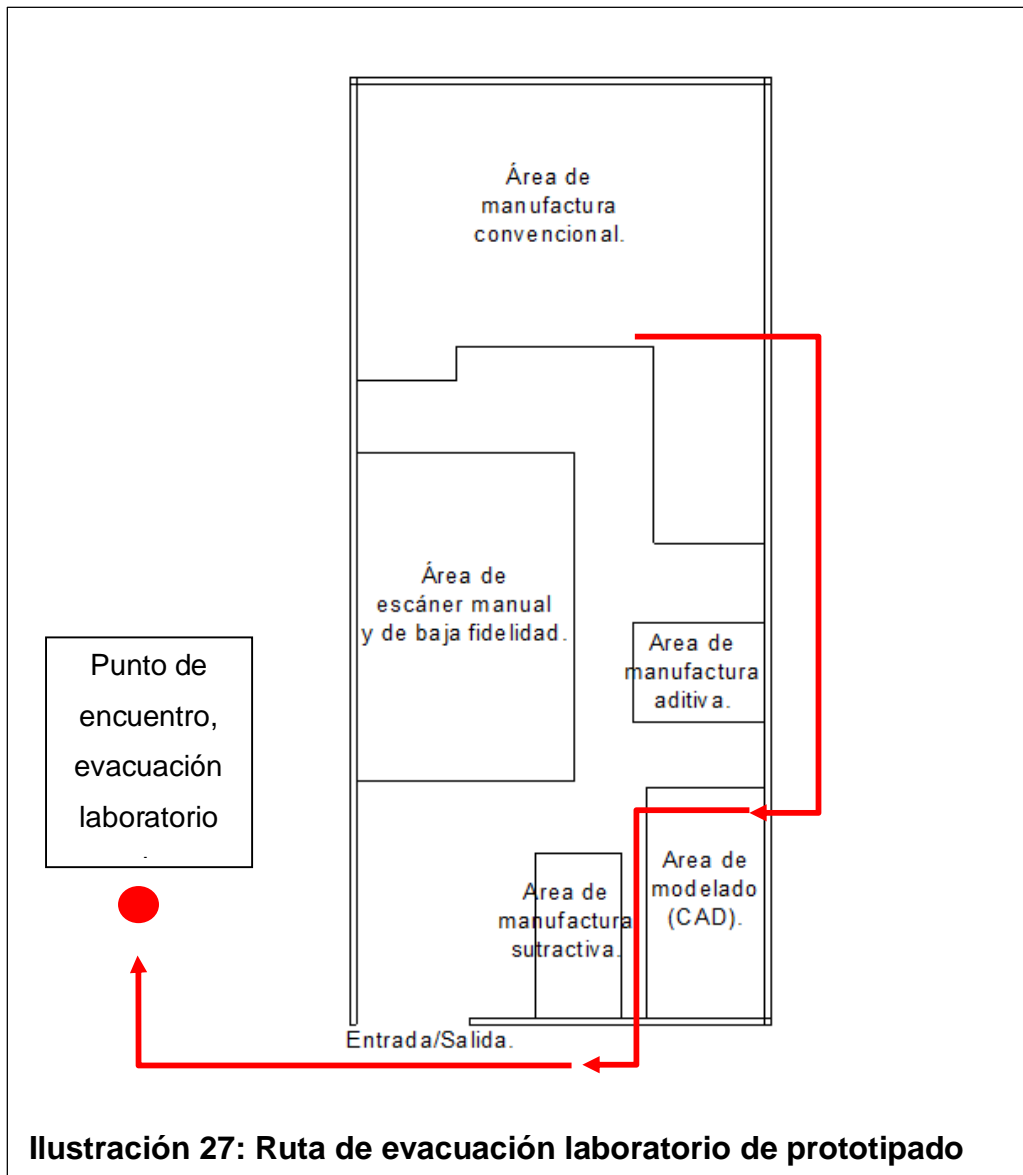 Área de
manufactura
convencional.
Área de
escáner manual
y de baja fidelidad.
Area de
manufactura
aditiva.
Punto de
encuentro,
evacuación
laboratorio
.
Area de
modelado
(CAD).
Area de
manufactura
sutractiva.
Entrada/Salida.
Ilustración 27: Ruta de evacuación laboratorio de prototipado